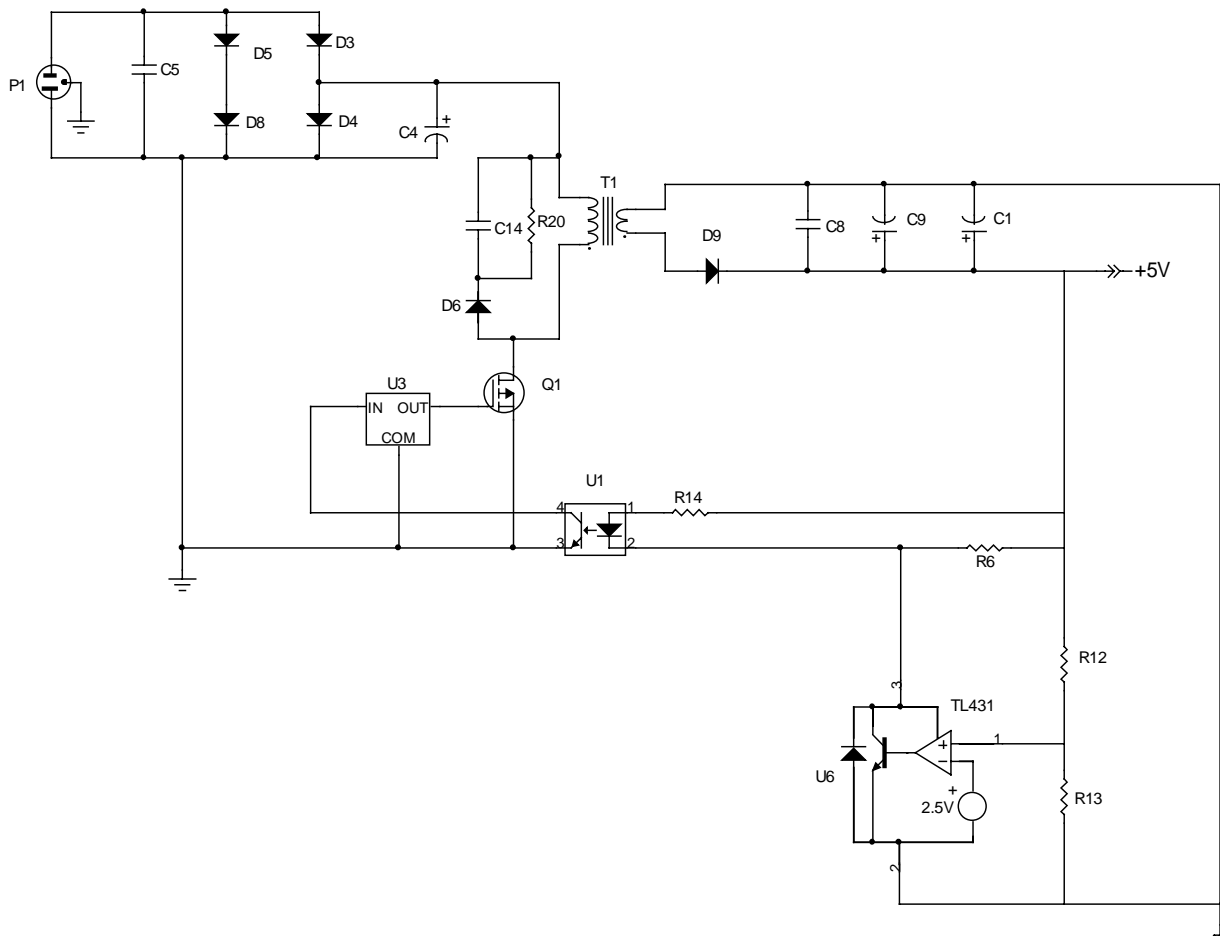 P1
C5
D5
D3
D8
D4
C4
+
C14
R20
T1
D9
C8
C9
+
C1
+
+5V
D6
Q1
U3
IN OUT
COM
U1
4
3
1
2
R14
R6
R12
3
TL431
+
−
1
U6
+
2.5V
R13
2